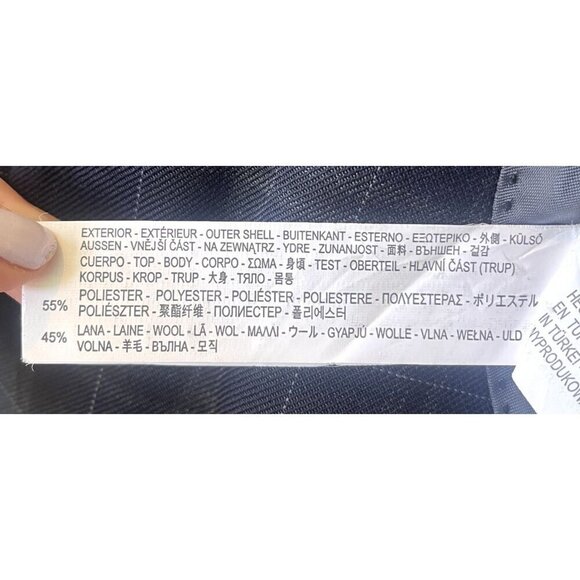 EXTERIOR - EXTÉRIEUR - OUTER SHELL - BUITENKANT - ESTERNO - ΕΞΩΤΕΡΙΚΟ - 外側 - KÜLSŐ
AUSSEN - VNĚJŠÍ ČÁST - NA ZEWNĄTRZ - YDRE - ZUNANJOST - 面料 - ВЪНШЕН - 겉감
CUERPO - TOP - BODY - CORPO - ΣΩΜΑ - 身頃 - TEST - OBERTEIL - HLAVNÍ ČÁST (TRUP)
KORPUS - KROP - TRUP - 大身 - ТЯЛО - 몸통
55% POLIESTER - POLYESTER - POLIÉSTER - POLIESTERE - ΠΟΛΥΕΣΤΕΡΑΣ - ポリエステル
POLIÉSZTER - 聚酯纤维 - ПОЛИЕСТЕР - 폴리에스터
45% LANA - LAINE - WOOL - LÃ - WOL - ΜΑΛΛΙ - ウール - GYAPJÚ - WOLLE - VLNA - WEŁNA - ULD
VOLNA - 羊毛 - ВЪЛНА - 모직
EN
IN TURKE
VYPRODUKOW